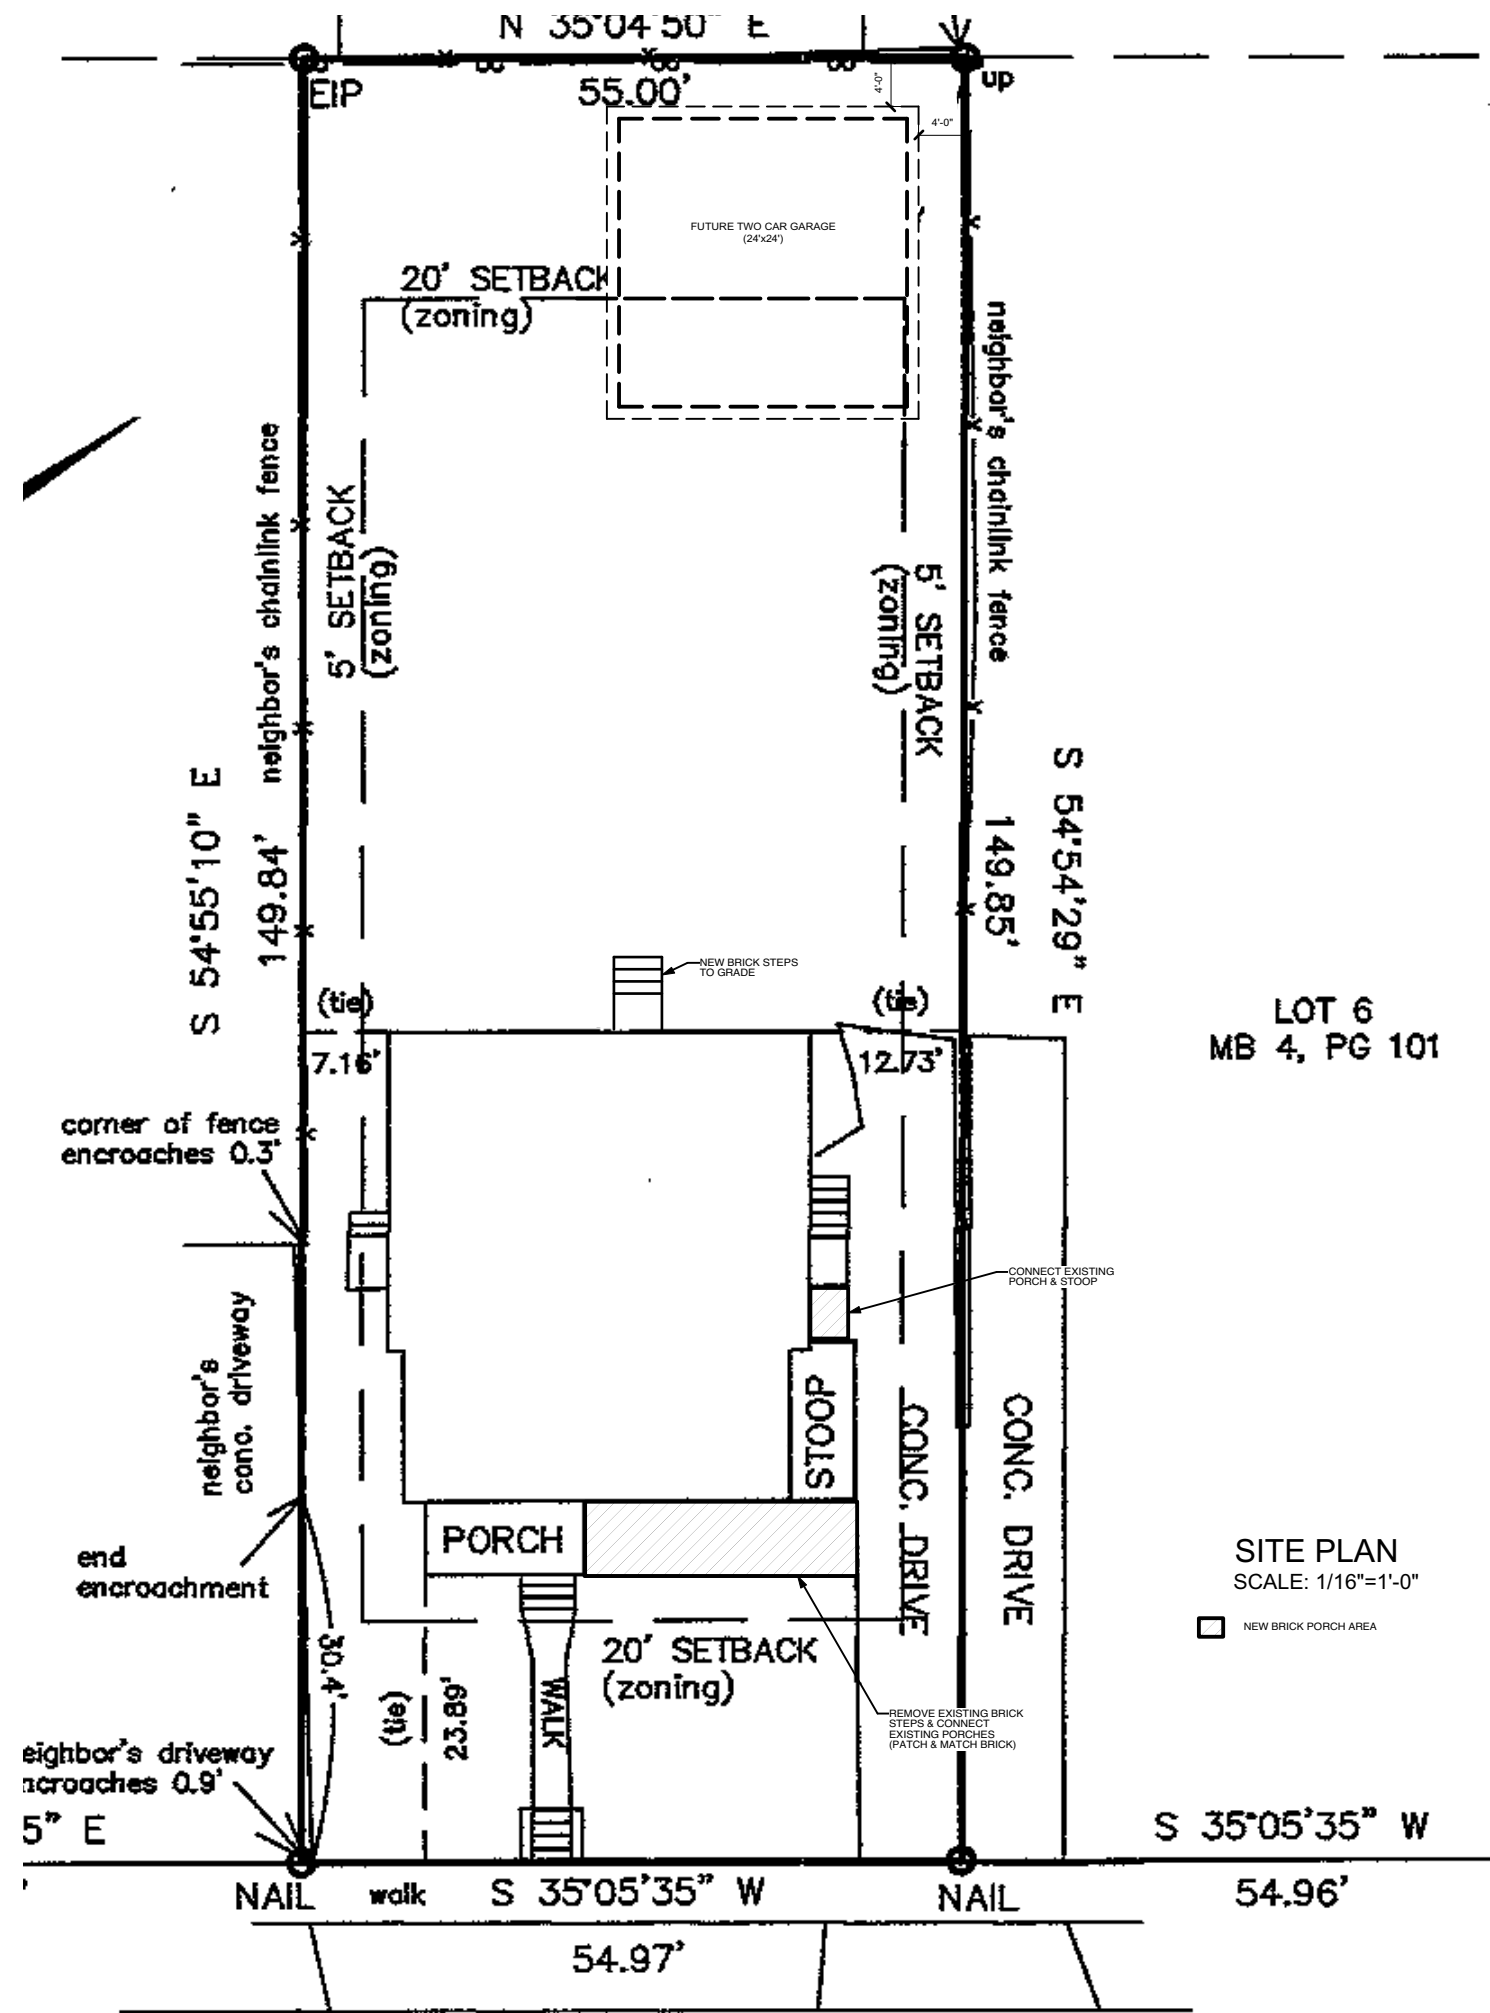 N 35°04'50" E
EIP
55.00'
up
4'-0"
4'-0"
FUTURE TWO CAR GARAGE
(24'x24')
20' SETBACK
(zoning)
neighbor's chainlink fence
5' SETBACK
(zoning)
5' SETBACK
(zoning)
neighbor's chainlink fence
S 54°55'10" E
149.84'
149.85'
S 54°54'29" E
NEW BRICK STEPS
TO GRADE
(tie)
7.16'
(tie)
12.73'
LOT 6
MB 4, PG 101
corner of fence
encroaches 0.3'
CONNECT EXISTING
PORCH & STOOP
neighbor's
conc. driveway
STOOP
CONC. DRIVE
CONC. DRIVE
PORCH
end
encroachment
SITE PLAN
SCALE: 1/16"=1'-0"
NEW BRICK PORCH AREA
30.4'
20' SETBACK
(zoning)
(tie)
23.89'
WALK
REMOVE EXISTING BRICK
STEPS & CONNECT
EXISTING PORCHES
(PATCH & MATCH BRICK)
eighbor's driveway
ncroaches 0.9'
5" E
S 35°05'35" W
NAIL
walk
S 35°05'35" W
NAIL
54.96'
54.97'